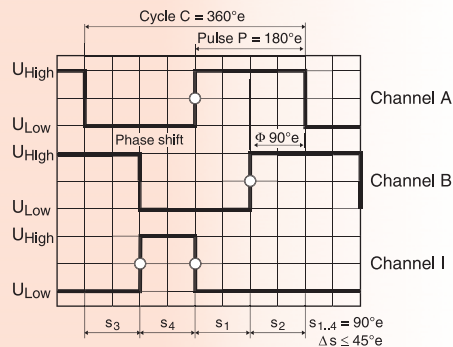 Cycle C = 360°e
Pulse P = 180°e
UHigh
Channel A
ULow
Phase shift
Φ 90°e
UHigh
Channel B
ULow
UHigh
Channel I
ULow
s3 s4 s1 s2 s1..4 = 90°e
Δs ≤ 45°e